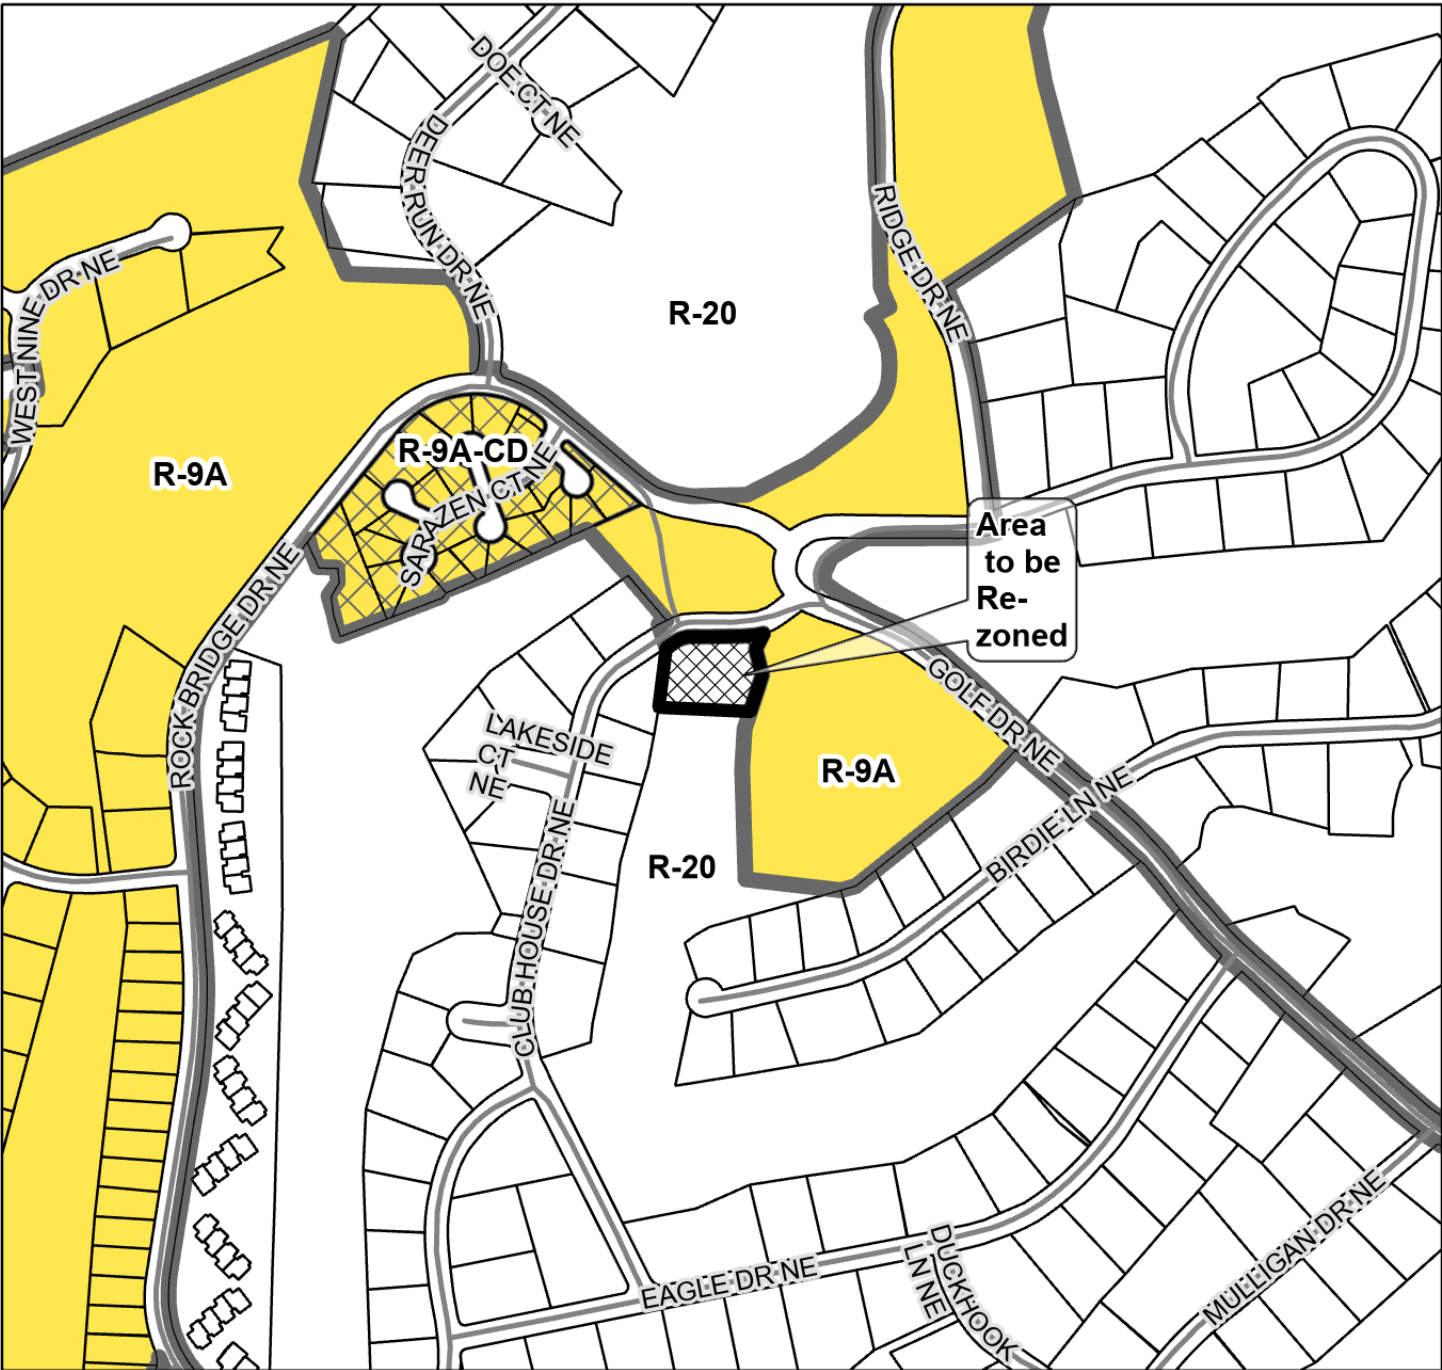 DOE CT NE
DEER RUN DR NE
RIDGE DR NE
WEST NINE DR NE
R-20
R-9A-CD
R-9A
SARAZEN CT NE
Area
to be
Re-
zoned
ROCK BRIDGE DR NE
GOLF DR NE
LAKESIDE
CT
NE
R-9A
BIRDIE LN NE
R-20
CLUB HOUSE DR NE
EAGLE DR NE
DUCKHOOK
LN NE
MULLIGAN DR NE